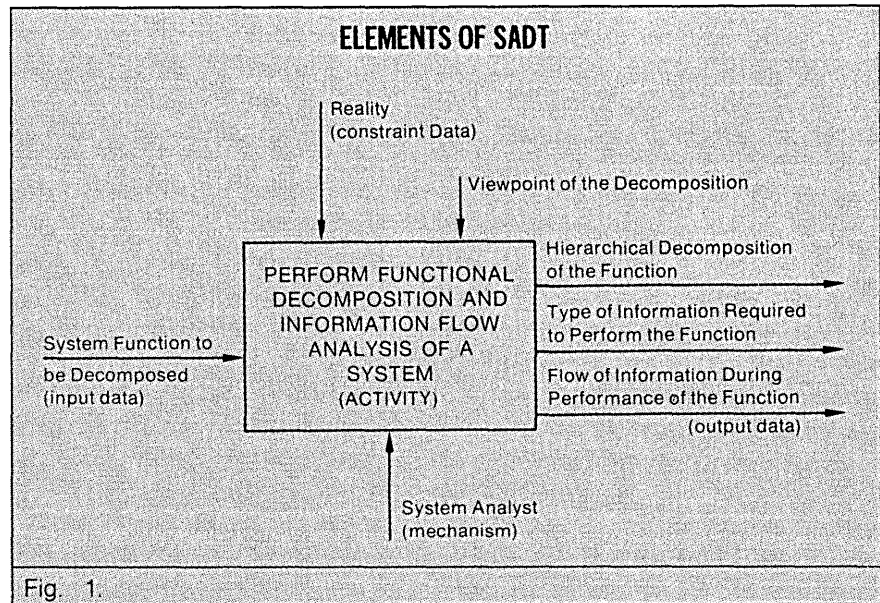 ELEMENTS OF SADT
Reality
(constraint Data)
Viewpoint of the Decomposition
Hierarchical Decomposition
of the Function
PERFORM FUNCTIONAL
DECOMPOSITION AND
INFORMATION FLOW
ANALYSIS OF A
SYSTEM
(ACTIVITY)
Type of Information Required
to Perform the Function
System Function to
be Decomposed
(input data)
Flow of Information During
Performance of the Function
(output data)
System Analyst
(mechanism)
Fig. 1.